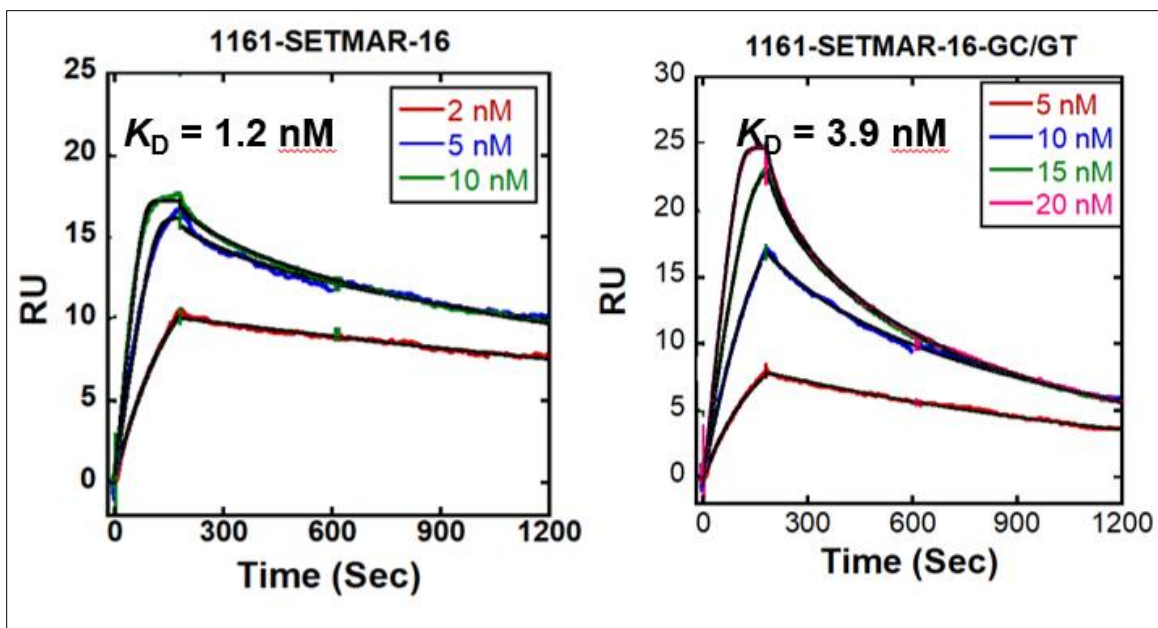 1161-SETMAR-16
25
20
15
10
5
0
RU
K_D = 1.2 nM
2 nM
5 nM
10 nM
0 300 600 900 1200
Time (Sec)
1161-SETMAR-16-GC/GT
30
25
20
15
10
5
0
RU
K_D = 3.9 nM
5 nM
10 nM
15 nM
20 nM
0 300 600 900 1200
Time (Sec)